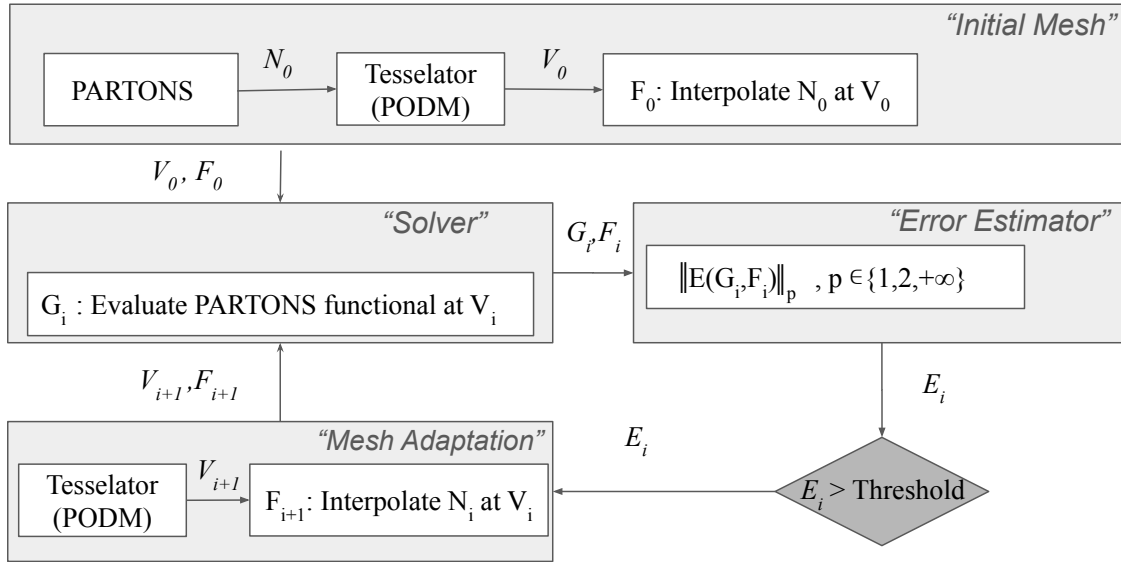 “Initial Mesh”
PARTONS
N₀
Tesselator
(PODM)
V₀
F₀: Interpolate N₀ at V₀
V₀, F₀
“Solver”
Gᵢ : Evaluate PARTONS functional at Vᵢ
Gᵢ,Fᵢ
“Error Estimator”
‖E(Gᵢ,Fᵢ)‖ₚ , p ∈{1,2,+∞}
Eᵢ
Eᵢ > Threshold
Eᵢ
“Mesh Adaptation”
Tesselator
(PODM)
Vᵢ₊₁
Fᵢ₊₁: Interpolate Nᵢ at Vᵢ
Vᵢ₊₁,Fᵢ₊₁